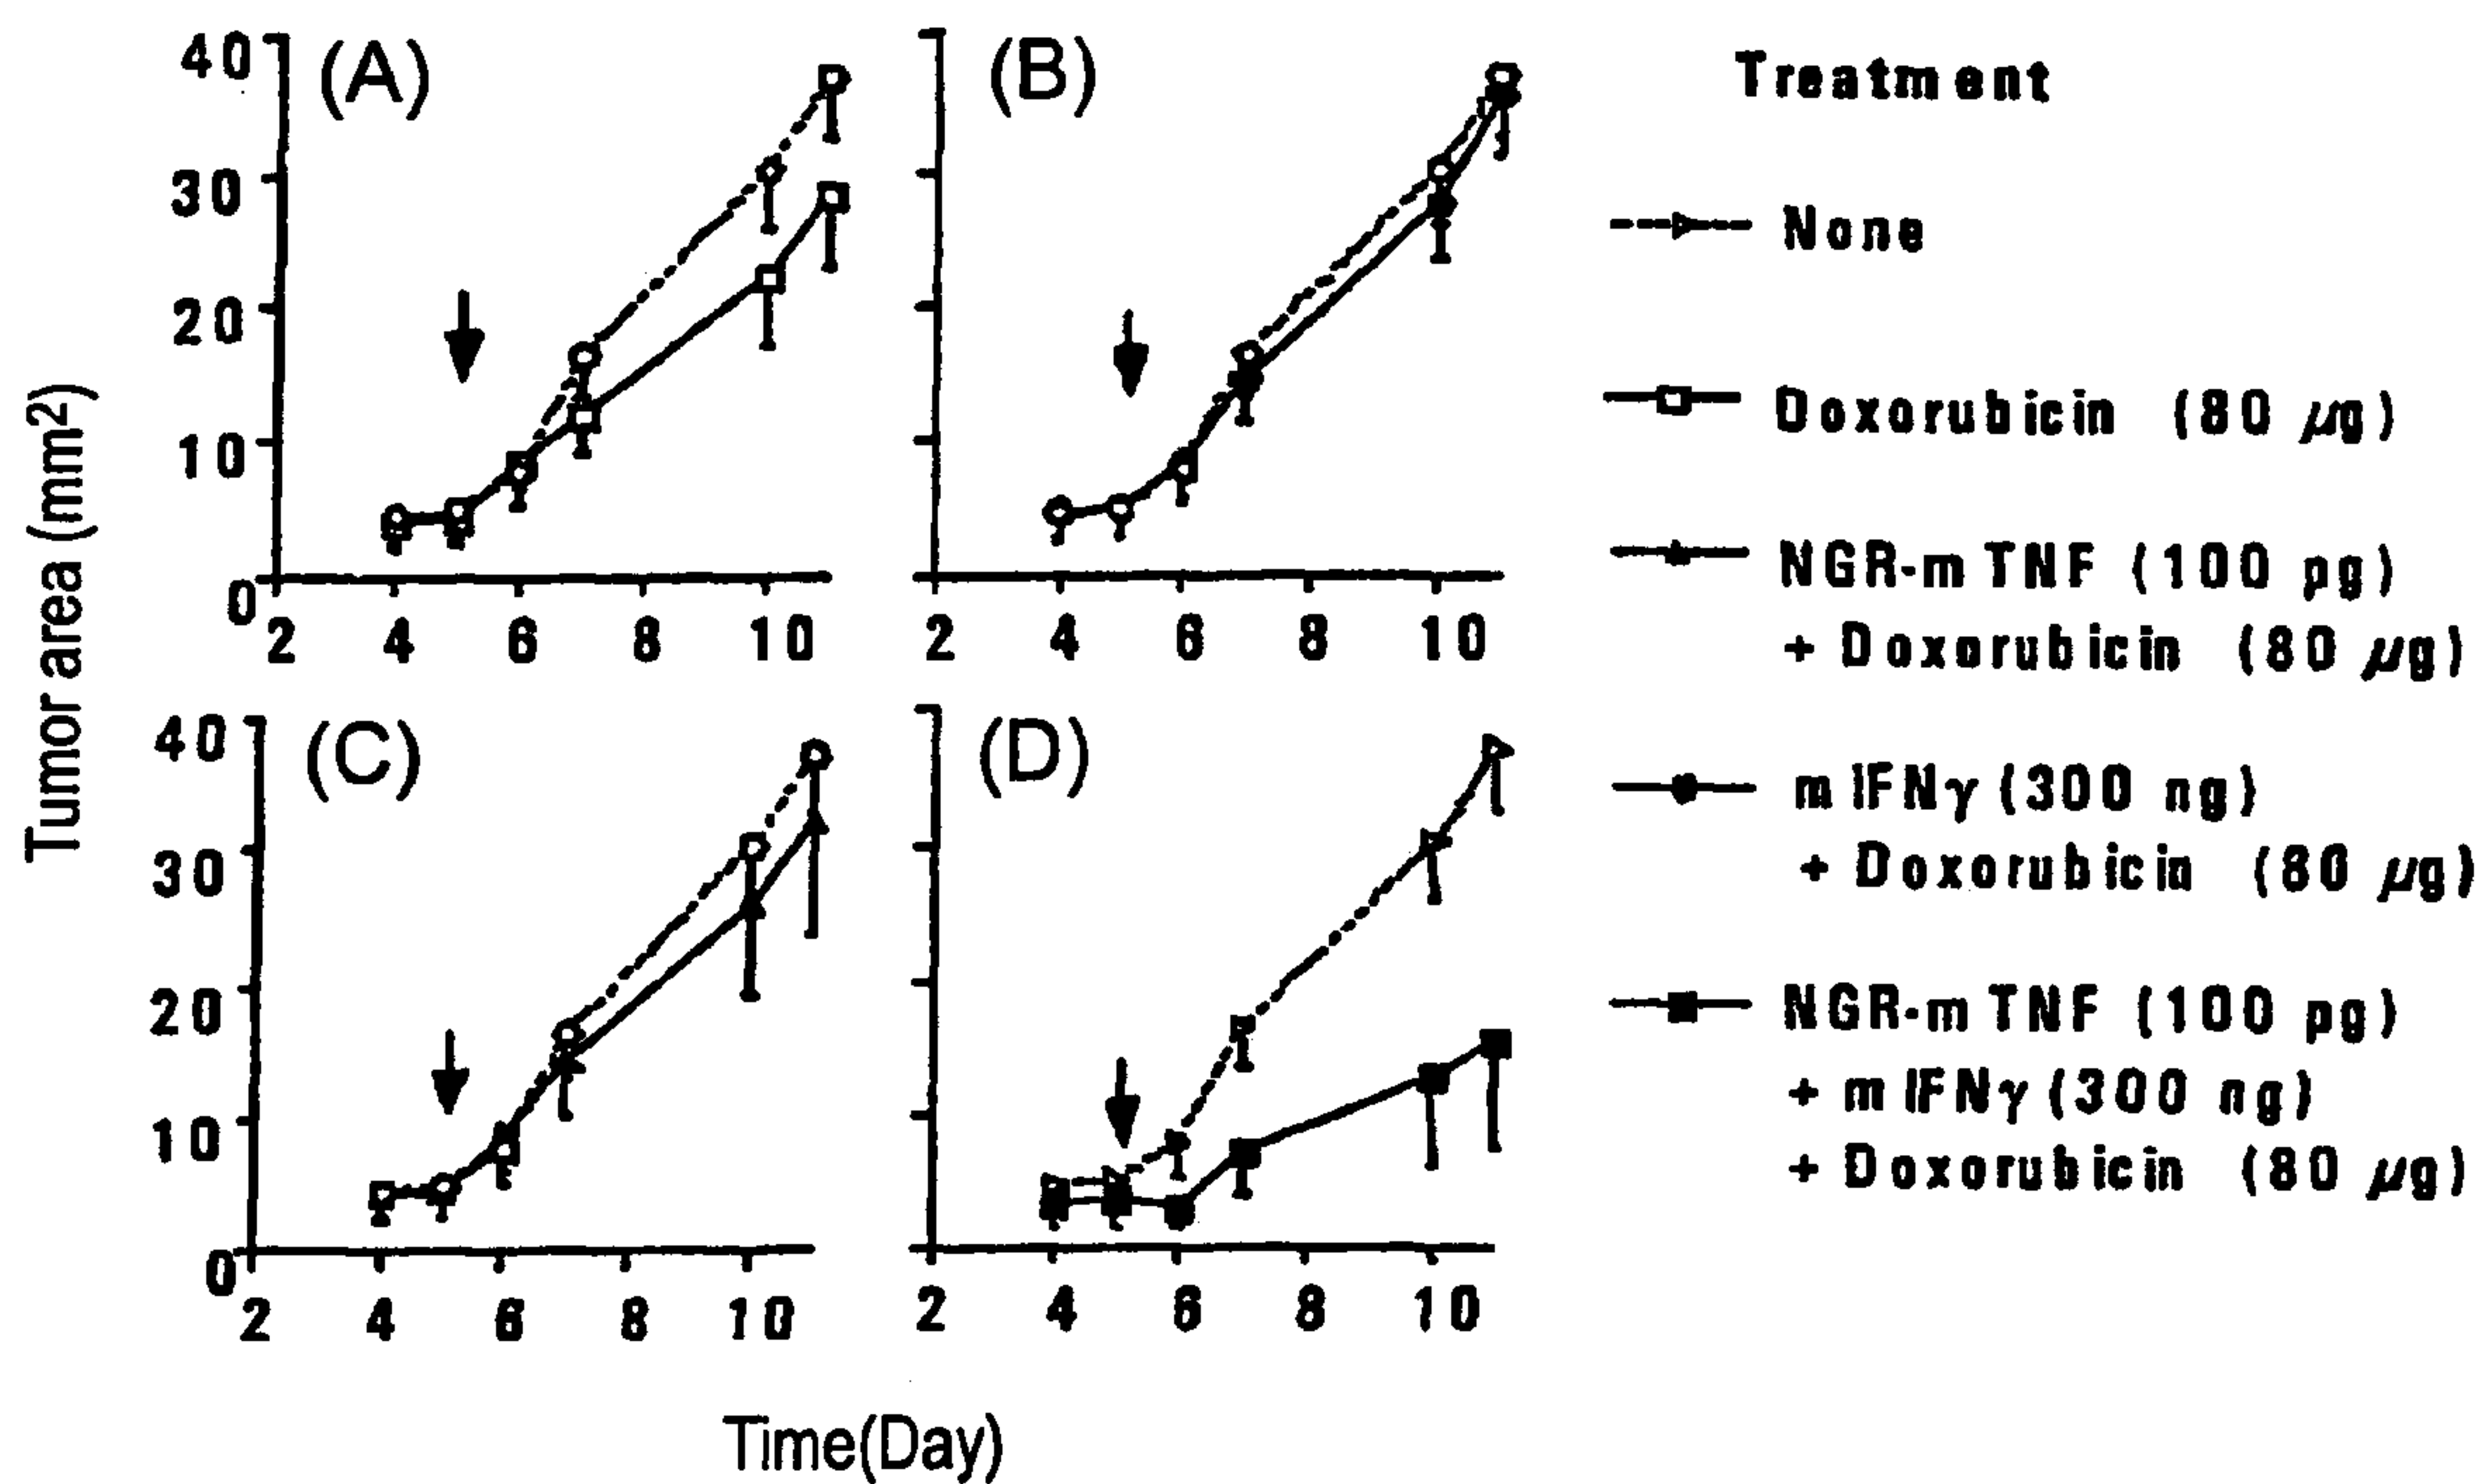 (A)
40
30
20
10
0
2 4 6 8 10
(B)
2 4 6 8 10
(C)
40
30
20
10
0
2 4 6 8 10
(D)
2 4 6 8 10
Tumor area (mm²)
Time(Day)
Treatment
None
Doxorubicin (80 μg)
NGR-mTNF (100 pg)
+ Doxorubicin (80 μg)
mIFNγ (300 ng)
+ Doxorubicin (80 μg)
NGR-mTNF (100 pg)
+ mIFNγ (300 ng)
+ Doxorubicin (80 μg)